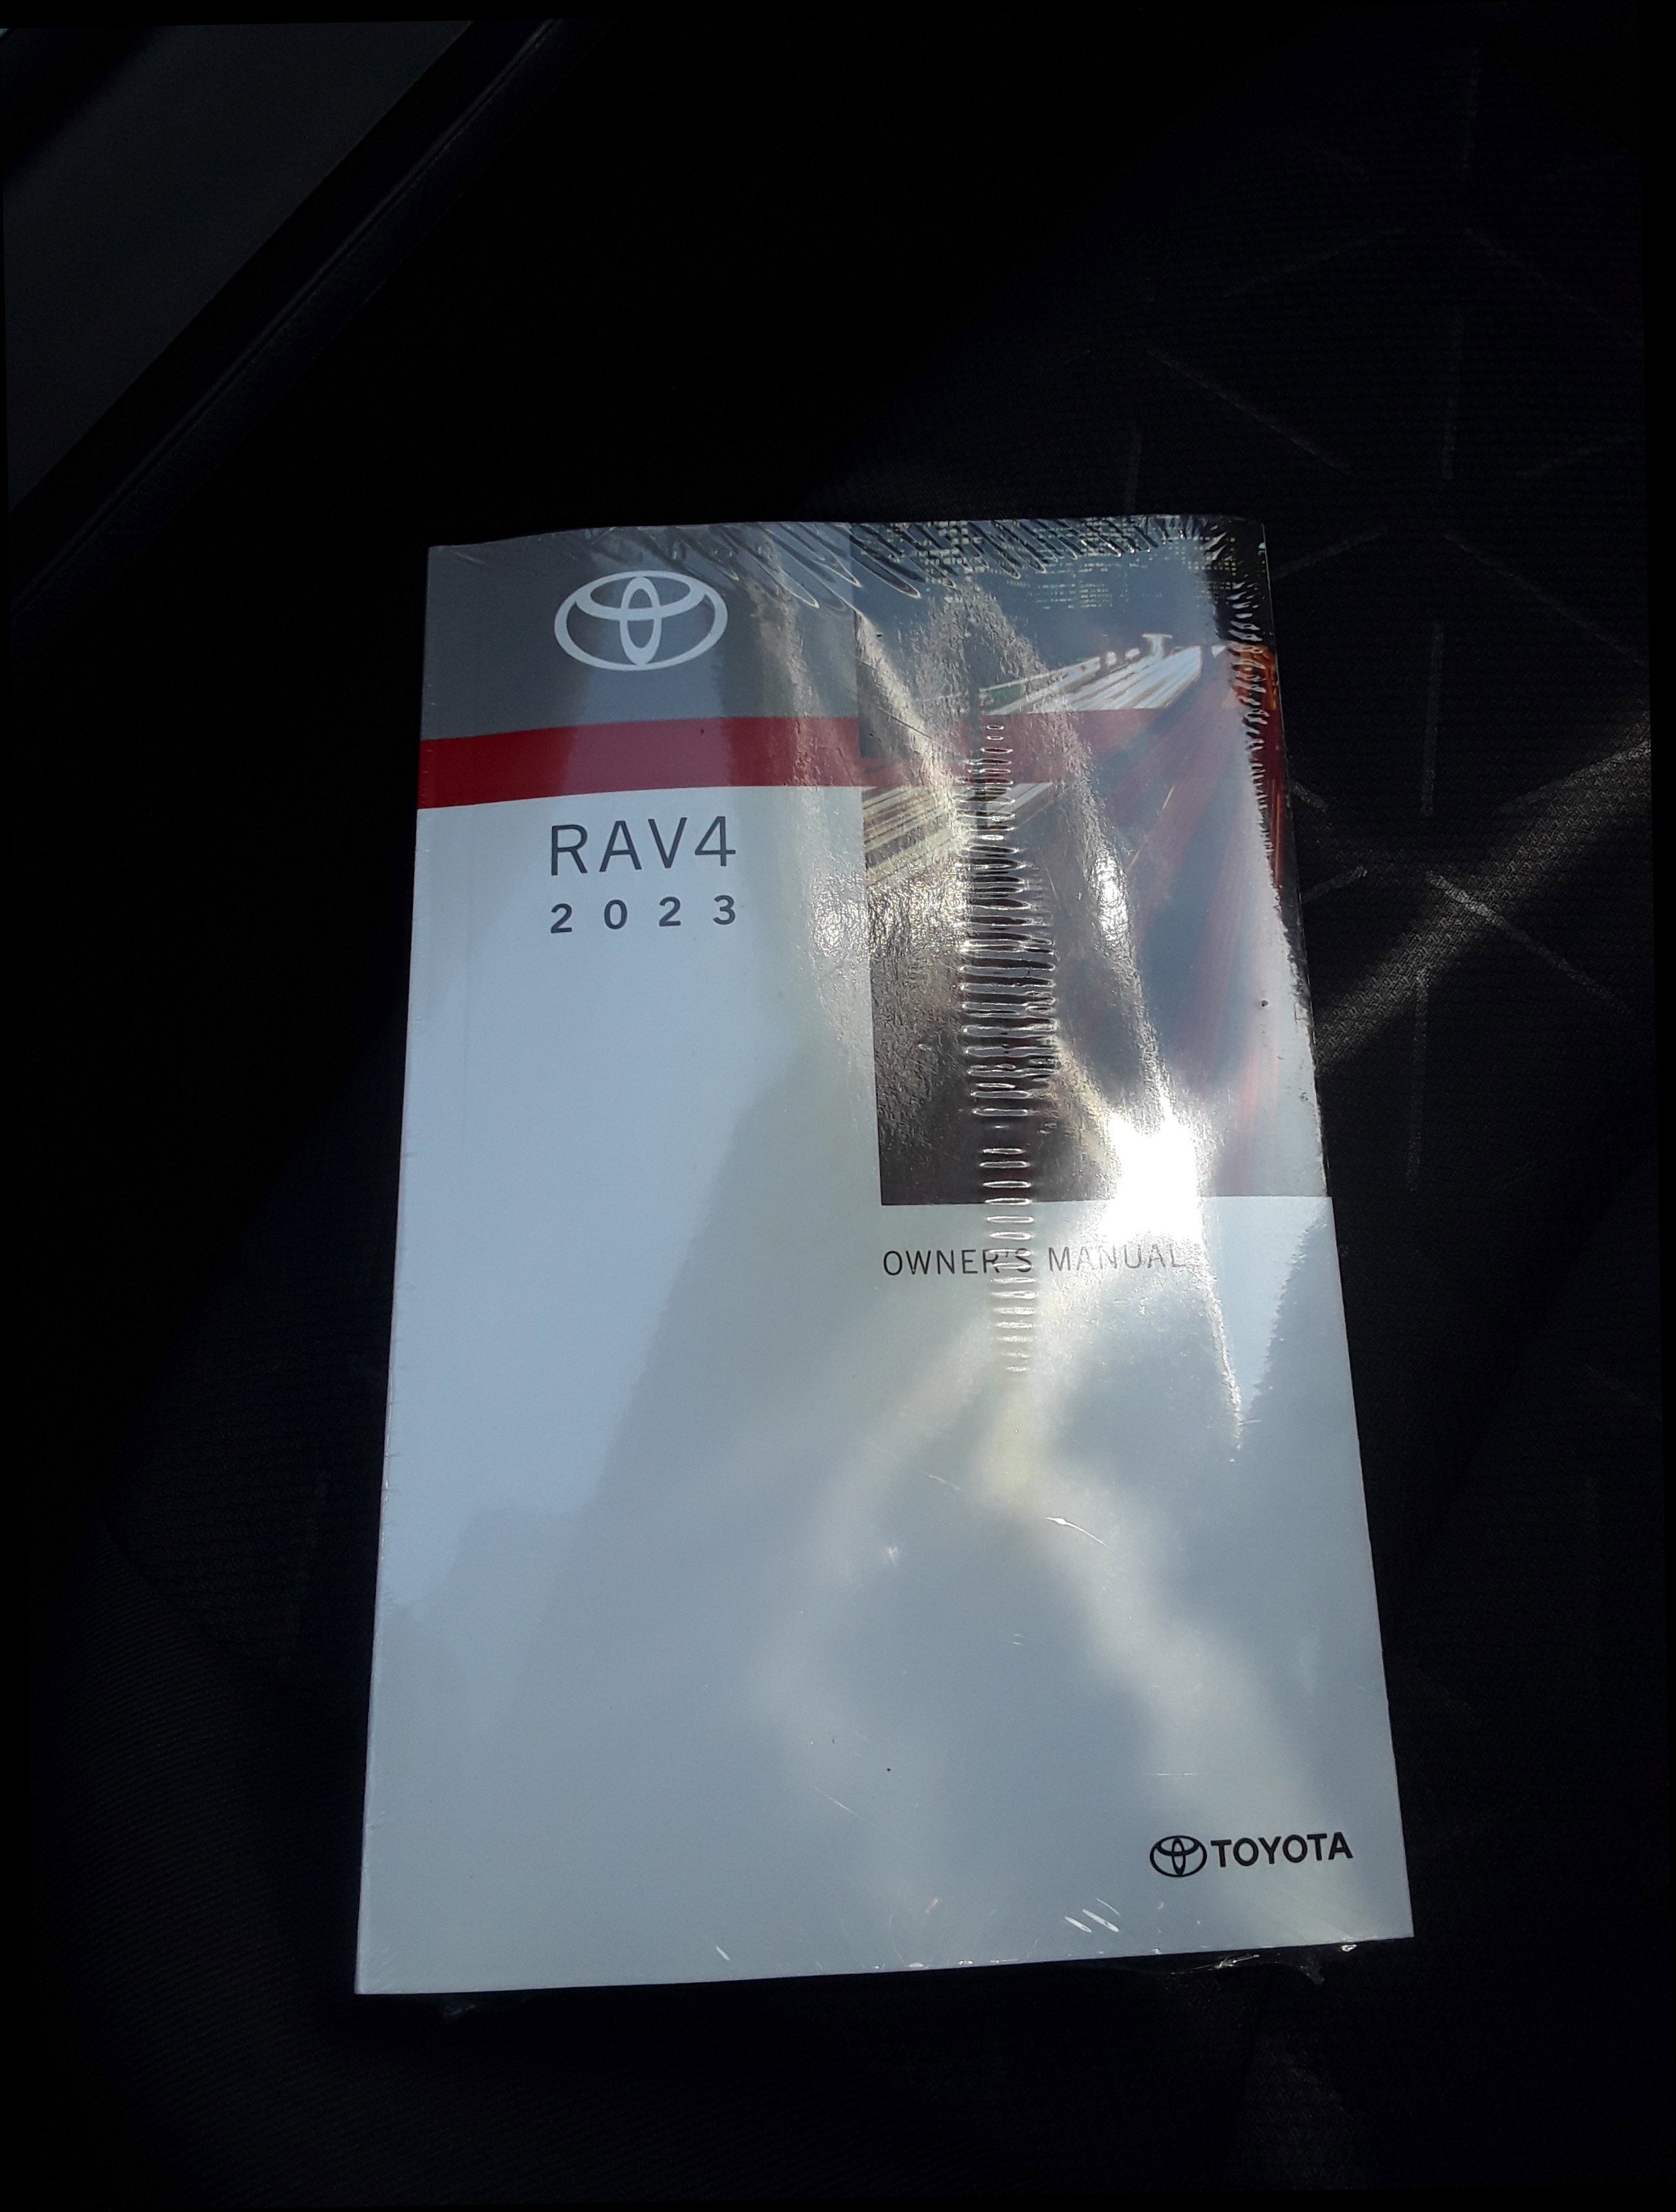 RAV4
2023
OWNER'S MANUAL
TOYOTA